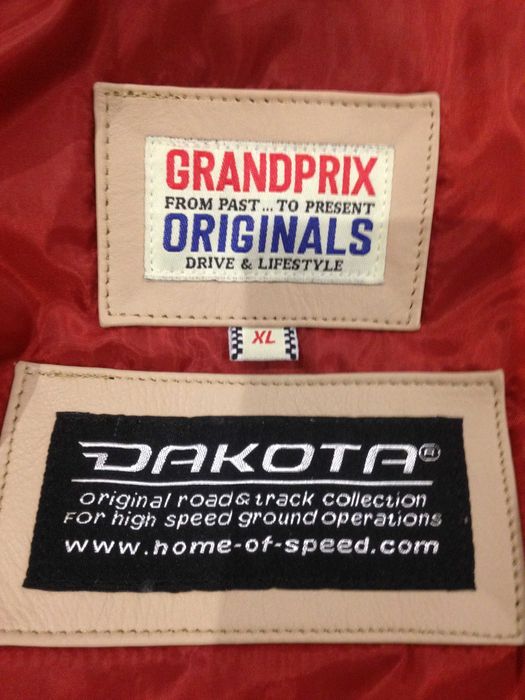 GRANDPRIX
FROM PAST... TO PRESENT
ORIGINALS
DRIVE & LIFESTYLE
XL
DAKOTA®
original road & track collection
For high speed ground operations
www.home-of-speed.com